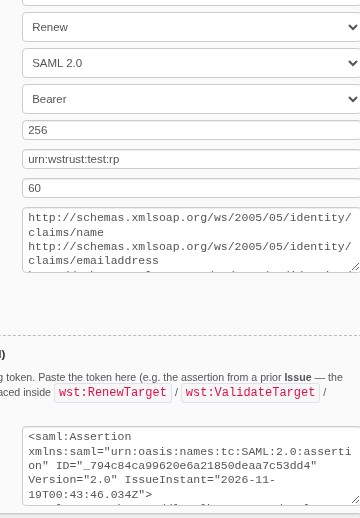 Renew
SAML 2.0
Bearer
256
urn:wstrust:test:rp
60
http://schemas.xmlsoap.org/ws/2005/05/identity/
claims/name
http://schemas.xmlsoap.org/ws/2005/05/identity/
claims/emailaddress
)
g token. Paste the token here (e.g. the assertion from a prior Issue — the
aced inside wst:RenewTarget / wst:ValidateTarget /
<saml:Assertion
xmlns:saml="urn:oasis:names:tc:SAML:2.0:asserti
on" ID="_794c84ca99620e6a21850deaa7c53dd4"
Version="2.0" IssueInstant="2026-11-
19T00:43:46.034Z">